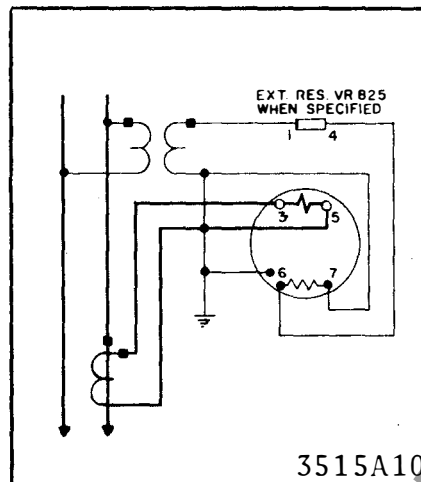 EXT. RES. VR 825
WHEN SPECIFIED
1 4
3 5
6 7
3515A10